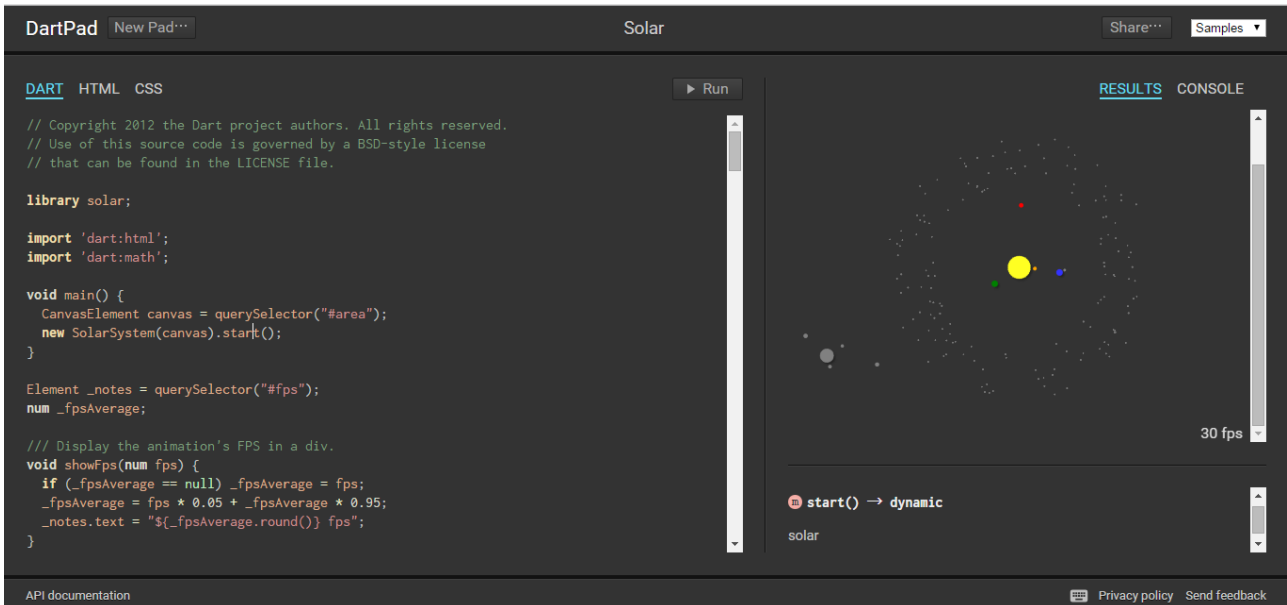 DartPad New Pad⋯ Solar Share⋯ Samples
DART HTML CSS Run RESULTS CONSOLE
// Copyright 2012 the Dart project authors. All rights reserved.
// Use of this source code is governed by a BSD-style license
// that can be found in the LICENSE file.
library solar;
import 'dart:html';
import 'dart:math';
void main() {
  CanvasElement canvas = querySelector("#area");
  new SolarSystem(canvas).start();
}
Element _notes = querySelector("#fps");
num _fpsAverage;
/// Display the animation's FPS in a div.
void showFps(num fps) {
  if (_fpsAverage == null) _fpsAverage = fps;
  _fpsAverage = fps * 0.05 + _fpsAverage * 0.95;
  _notes.text = "${_fpsAverage.round()} fps";
}
30 fps
m start() → dynamic
solar
API documentation Privacy policy Send feedback